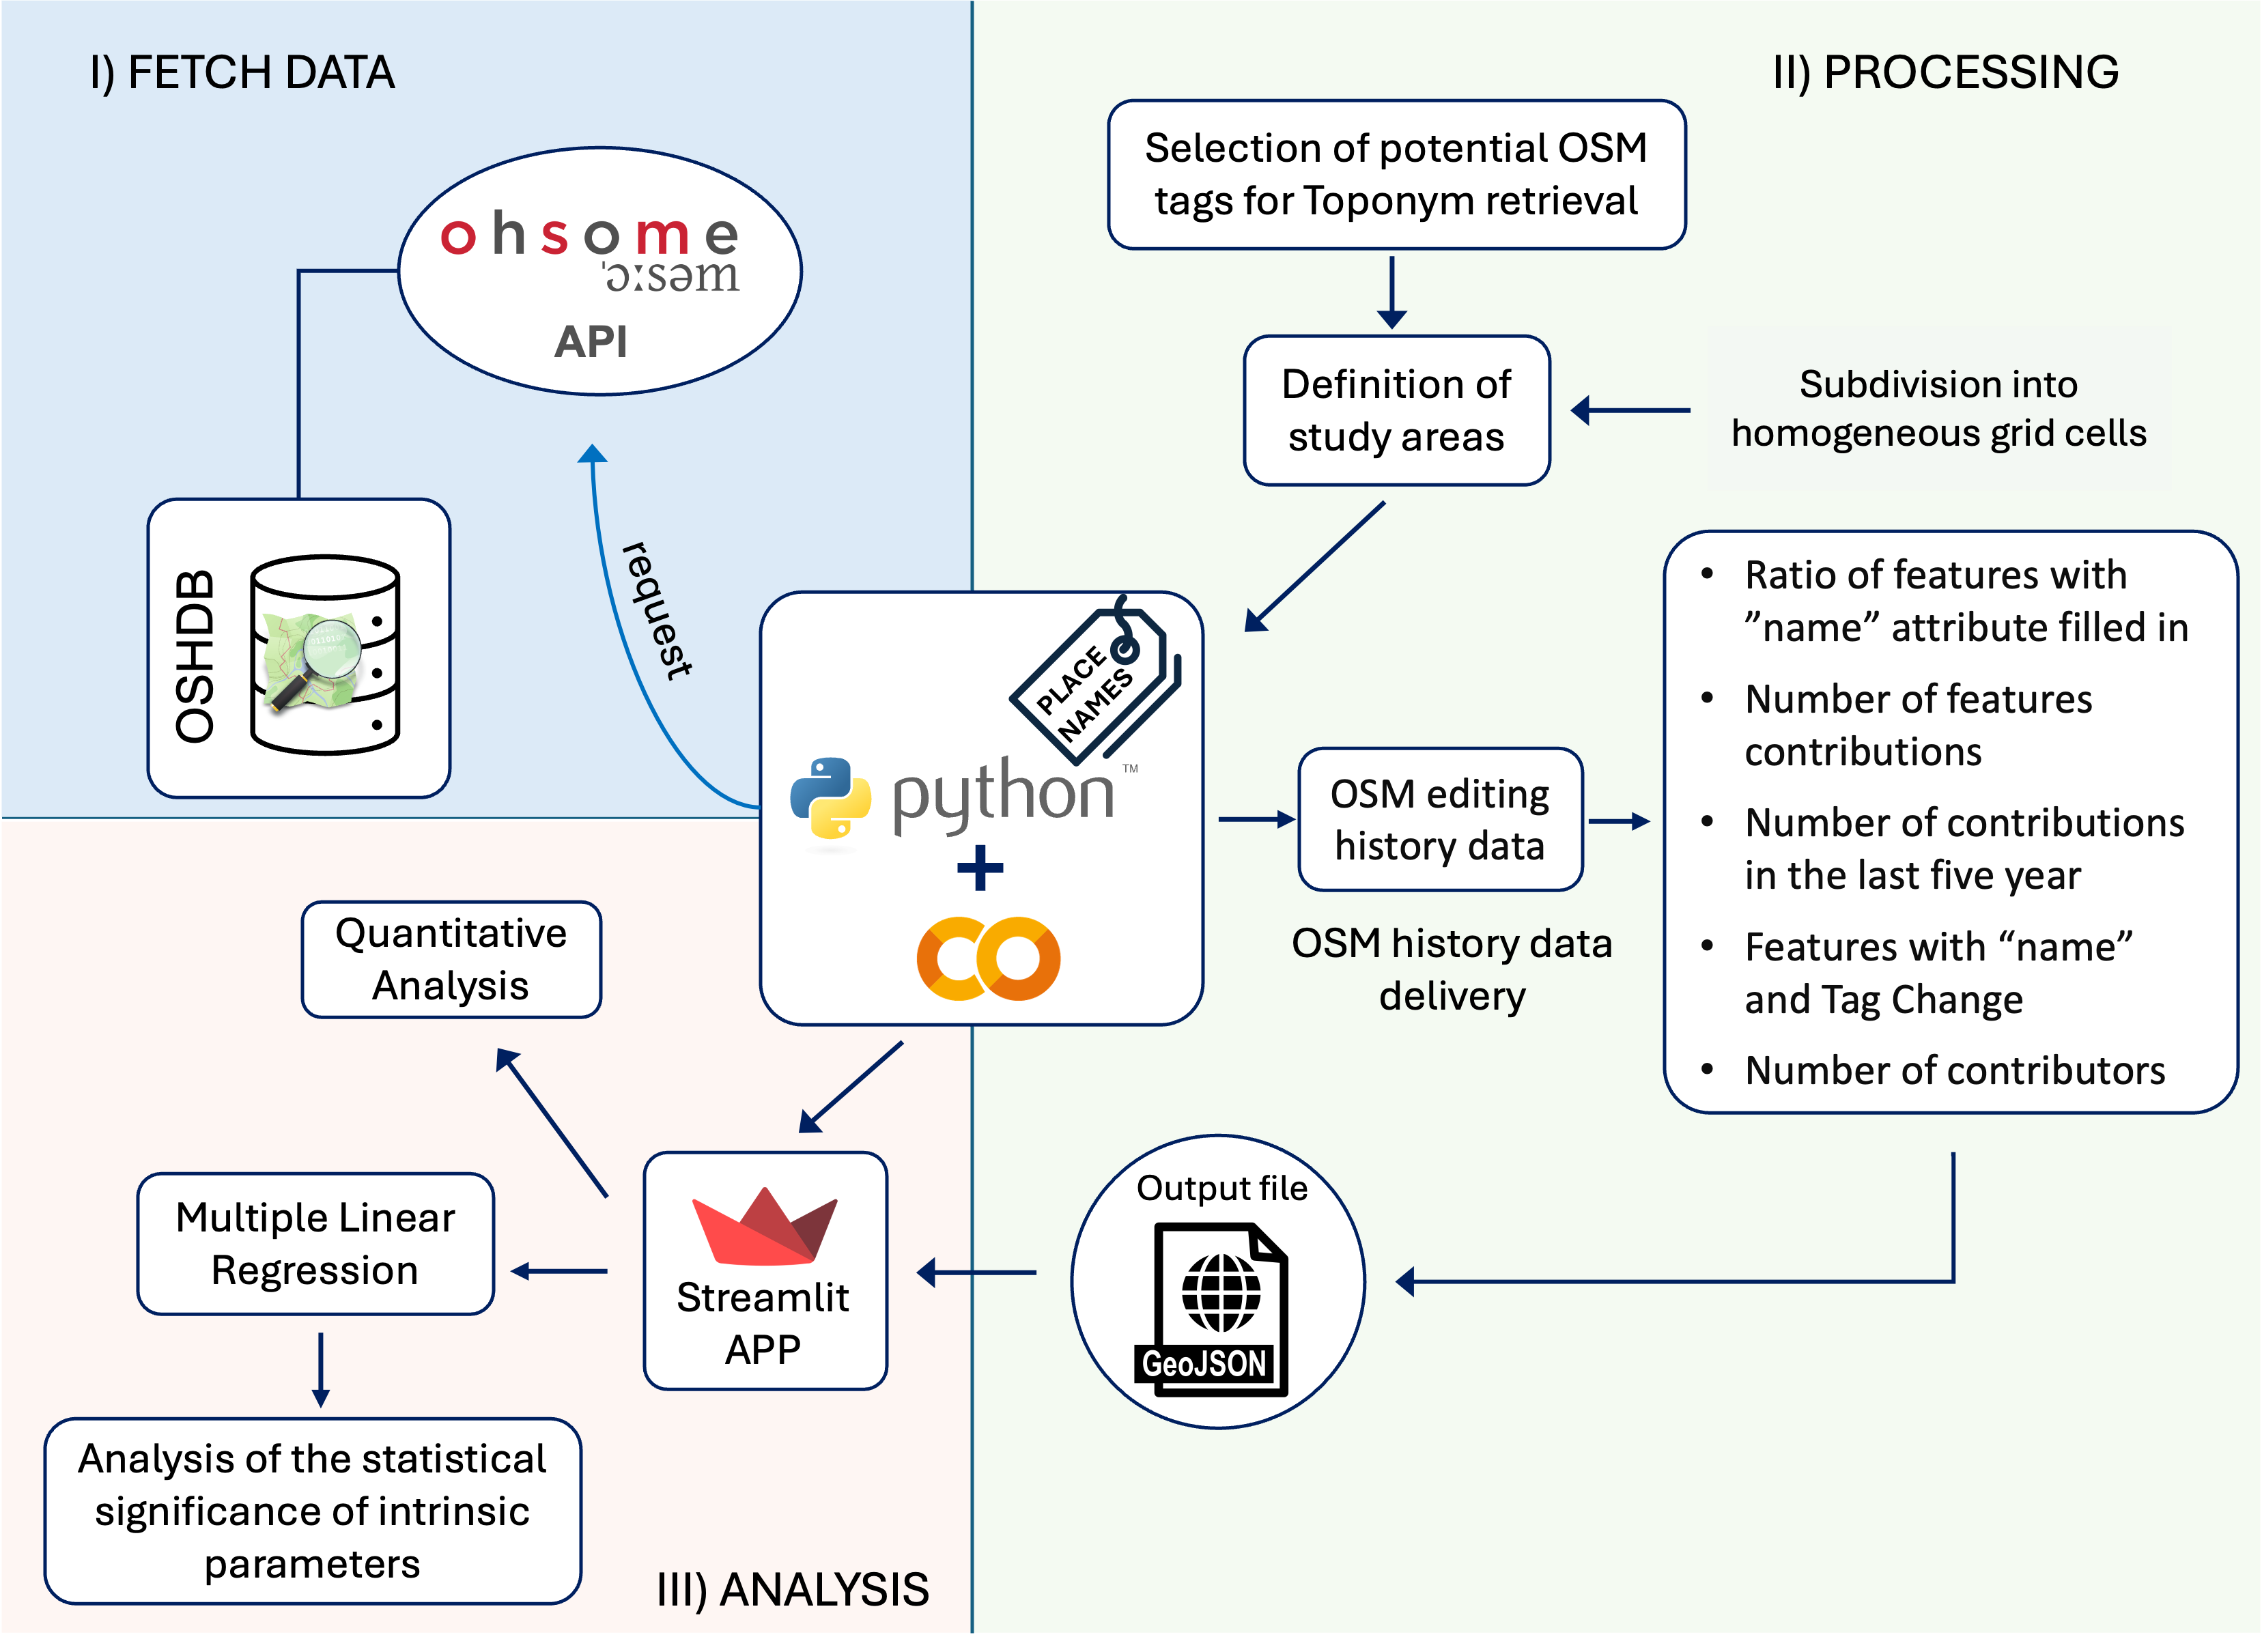 I) FETCH DATA
ohsome
ˈɔːsəm
API
OSHDB
request
II) PROCESSING
Selection of potential OSM
tags for Toponym retrieval
Definition of
study areas
Subdivision into
homogeneous grid cells
PLACE
NAMES
python™
+
OSM editing
history data
OSM history data
delivery
• Ratio of features with
”name” attribute filled in
• Number of features
contributions
• Number of contributions
in the last five year
• Features with “name”
and Tag Change
• Number of contributors
Output file
GeoJSON
Streamlit
APP
Quantitative
Analysis
Multiple Linear
Regression
Analysis of the statistical
significance of intrinsic
parameters
III) ANALYSIS